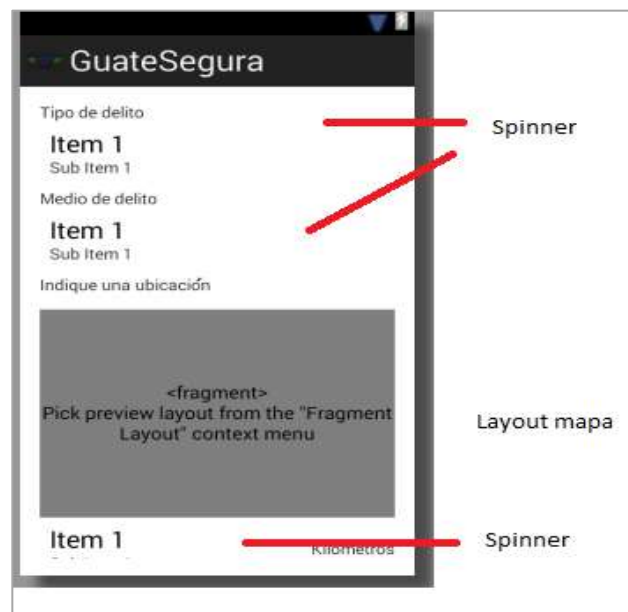 GuateSegura
Tipo de delito
Item 1
Sub Item 1
Spinner
Medio de delito
Item 1
Sub Item 1
Indique una ubicación
<fragment>
Pick preview layout from the "Fragment
Layout" context menu
Layout mapa
Item 1
Kilometros
Spinner